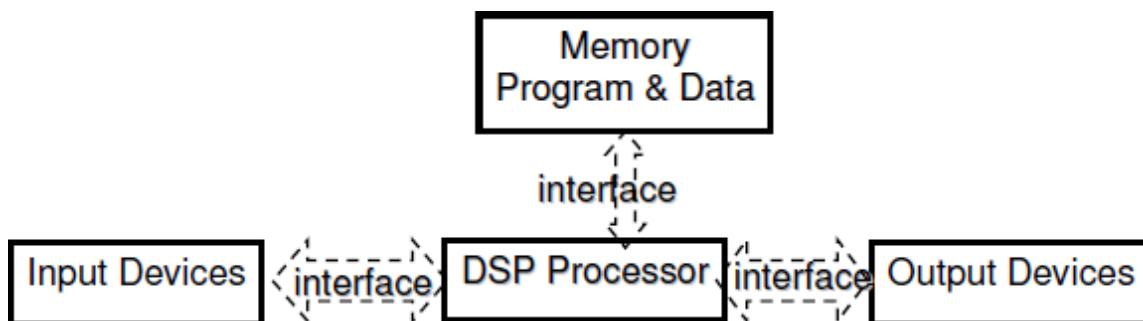 Memory
Program & Data
interface
Input Devices
interface
DSP Processor
interface
Output Devices